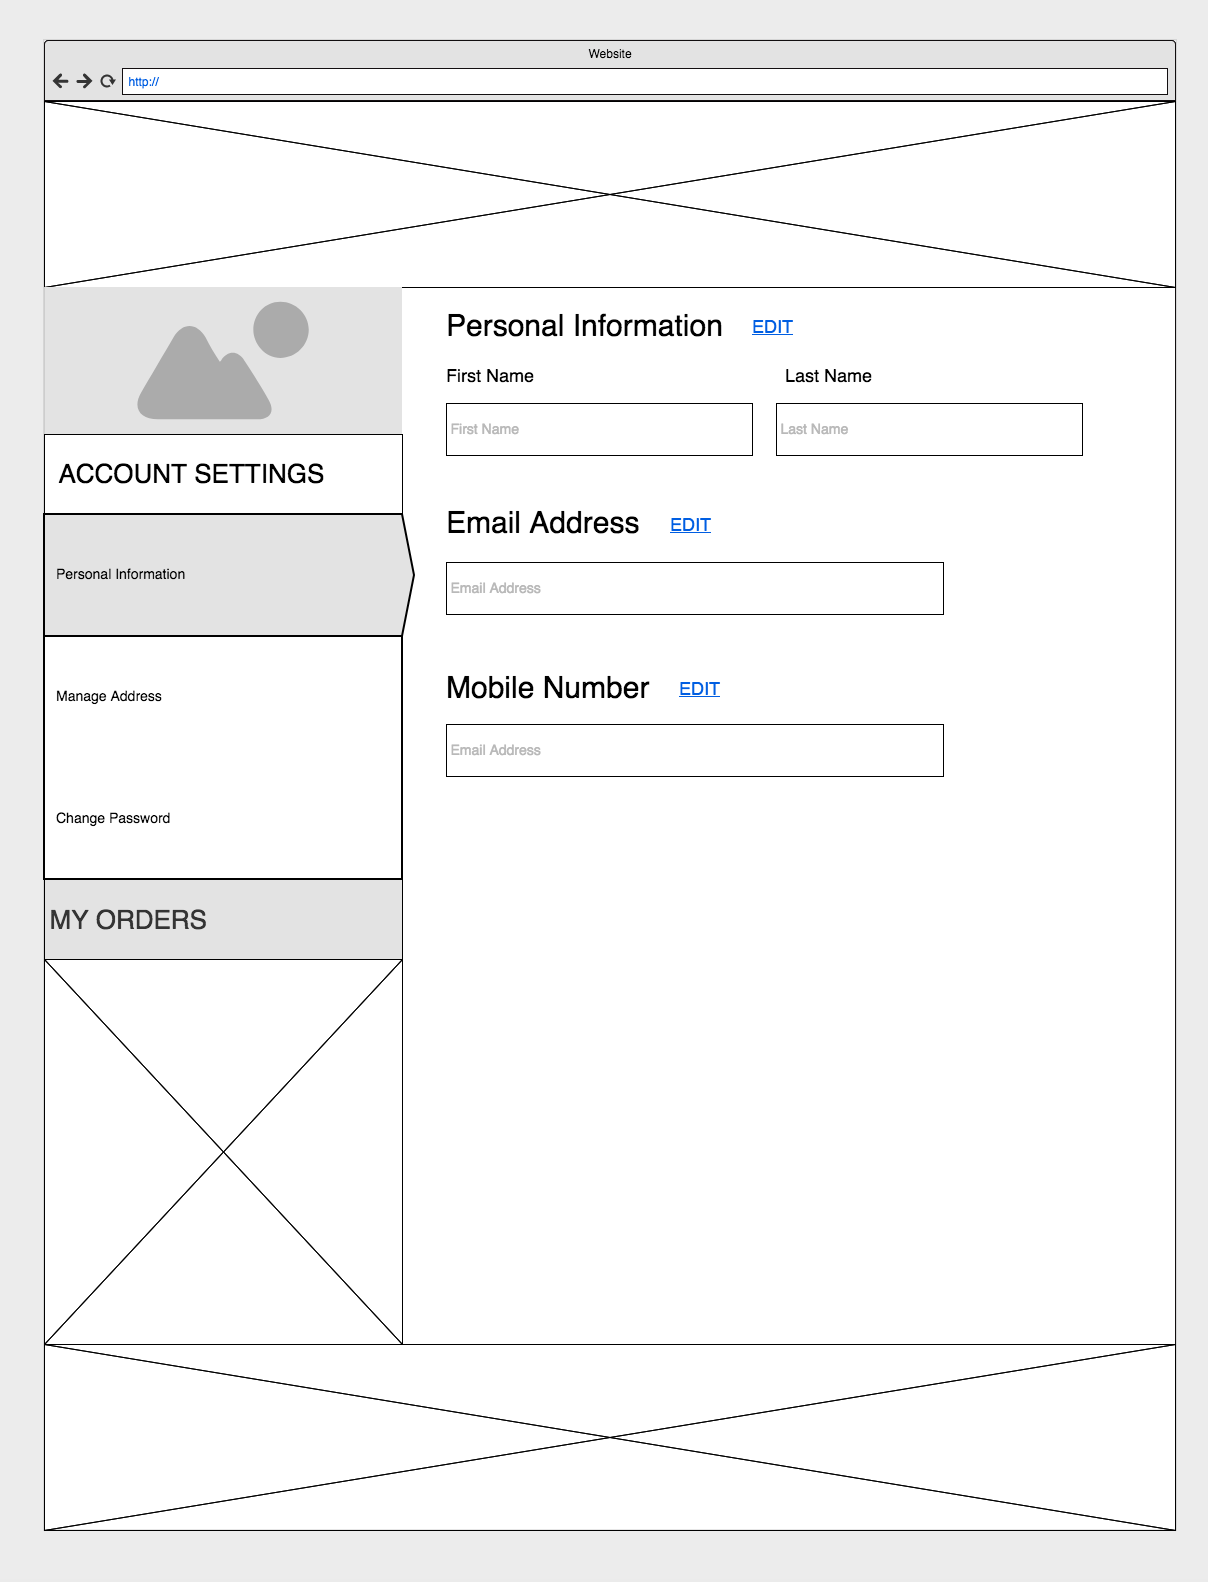 Website
http://
Personal Information EDIT
First Name Last Name
First Name Last Name
ACCOUNT SETTINGS
Email Address EDIT
Personal Information
Email Address
Mobile Number EDIT
Manage Address
Email Address
Change Password
MY ORDERS